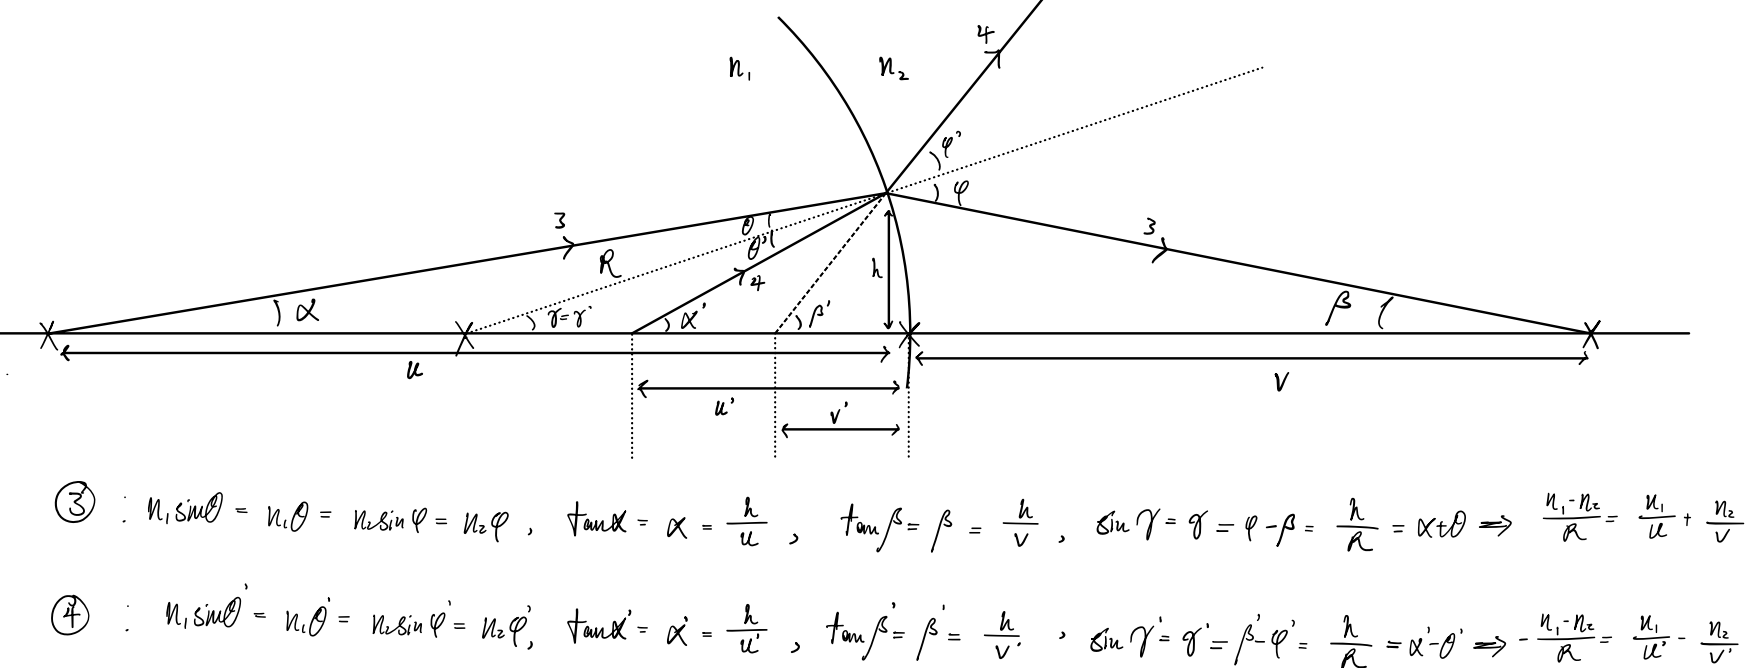 n₁ n₂ 4
φ'
3 θ φ 3
R θ' 4 h
α γ=γ' α' β' β
u v
u'
v'
③ : n₁sinθ = n₁θ = n₂sinφ = n₂φ , tanα = α = h/u , tanβ = β = h/v , sinγ = γ = φ-β = h/R = α+θ ⇒ (n₁-n₂)/R = n₁/u + n₂/v
④ : n₁sinθ' = n₁θ' = n₂sinφ' = n₂φ', tanα' = α' = h/u' , tanβ' = β' = h/v' , sinγ' = γ' = β'-φ' = h/R = α'-θ' ⇒ -(n₁-n₂)/R = n₁/u' - n₂/v'